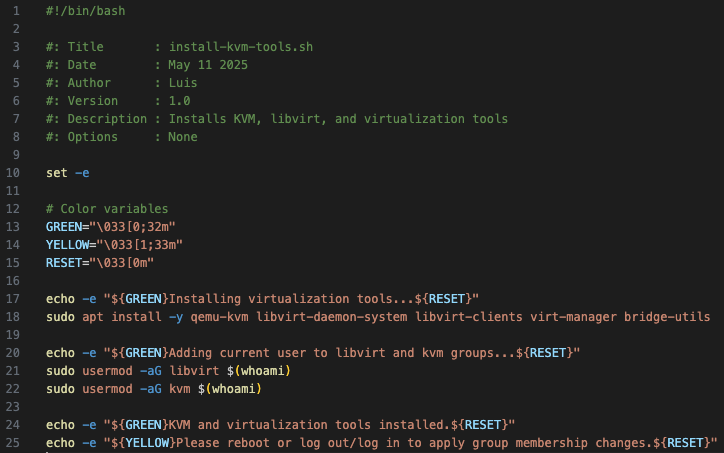 1 #!/bin/bash
2
3 #: Title       : install-kvm-tools.sh
4 #: Date        : May 11 2025
5 #: Author      : Luis
6 #: Version     : 1.0
7 #: Description : Installs KVM, libvirt, and virtualization tools
8 #: Options     : None
9
10 set -e
11
12 # Color variables
13 GREEN="\033[0;32m"
14 YELLOW="\033[1;33m"
15 RESET="\033[0m"
16
17 echo -e "${GREEN}Installing virtualization tools...${RESET}"
18 sudo apt install -y qemu-kvm libvirt-daemon-system libvirt-clients virt-manager bridge-utils
19
20 echo -e "${GREEN}Adding current user to libvirt and kvm groups...${RESET}"
21 sudo usermod -aG libvirt $(whoami)
22 sudo usermod -aG kvm $(whoami)
23
24 echo -e "${GREEN}KVM and virtualization tools installed.${RESET}"
25 echo -e "${YELLOW}Please reboot or log out/log in to apply group membership changes.${RESET}"